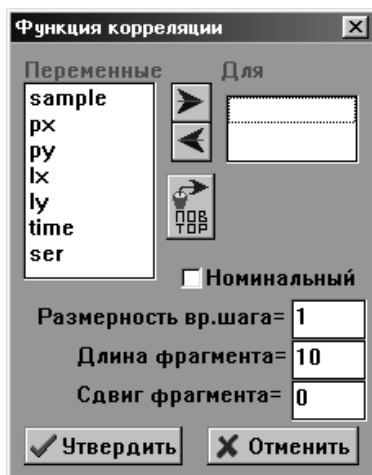 Функция корреляции
Переменные Для
sample
px
py
lx
ly
time
ser
ПОВ
ТОР
Номинальный
Размерность вр.шага= 1
Длина фрагмента= 10
Сдвиг фрагмента= 0
Утвердить Отменить